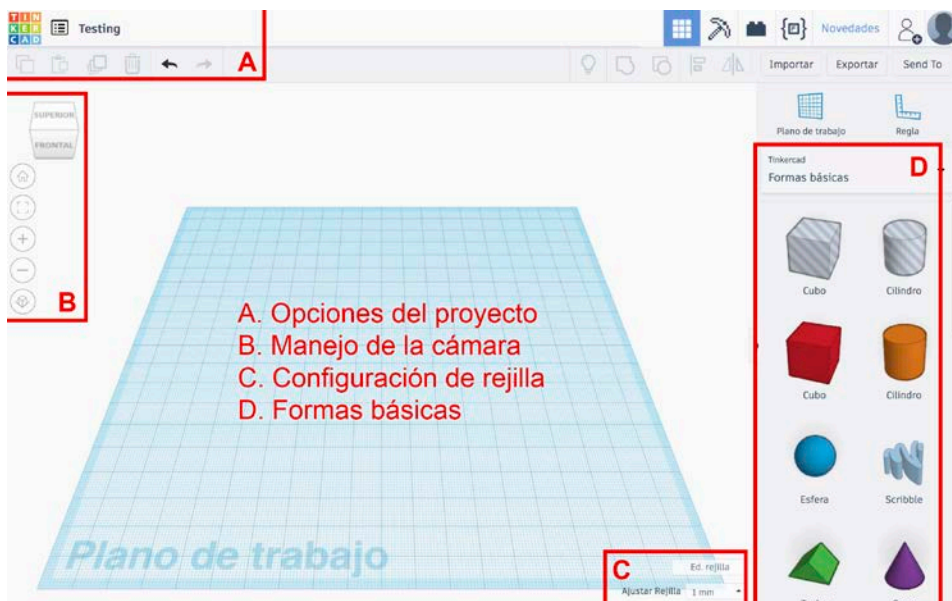 TIN
KER
CAD
Testing
Novedades
A
Importar
Exportar
Send To
SUPERIOR
FRONTAL
B
Plano de trabajo
Regla
Tinkercad
Formas básicas
D
Cubo
Cilindro
Cubo
Cilindro
Esfera
Scribble
A. Opciones del proyecto
B. Manejo de la cámara
C. Configuración de rejilla
D. Formas básicas
Plano de trabajo
C
Ed. rejilla
Ajustar Rejilla 1 mm